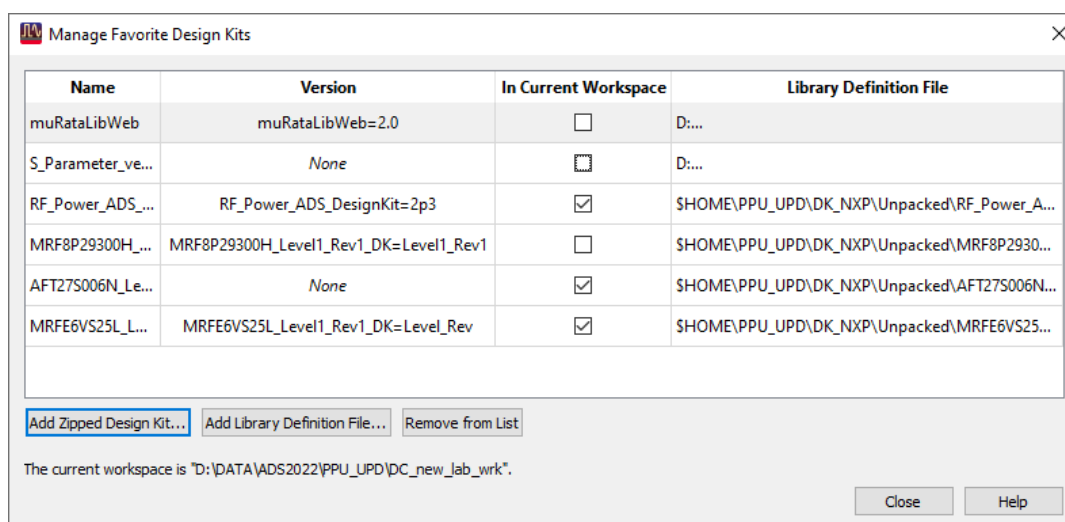 Manage Favorite Design Kits
Name Version In Current Workspace Library Definition File
muRataLibWeb muRataLibWeb=2.0 D:...
S_Parameter_ve... None D:...
RF_Power_ADS_... RF_Power_ADS_DesignKit=2p3 $HOME\PPU_UPD\DK_NXP\Unpacked\RF_Power_A...
MRF8P29300H_... MRF8P29300H_Level1_Rev1_DK=Level1_Rev1 $HOME\PPU_UPD\DK_NXP\Unpacked\MRF8P2930...
AFT27S006N_Le... None $HOME\PPU_UPD\DK_NXP\Unpacked\AFT27S006N...
MRFE6VS25L_L... MRFE6VS25L_Level1_Rev1_DK=Level_Rev $HOME\PPU_UPD\DK_NXP\Unpacked\MRFE6VS25...
Add Zipped Design Kit... Add Library Definition File... Remove from List
The current workspace is "D:\DATA\ADS2022\PPU_UPD\DC_new_lab_wrk".
Close Help